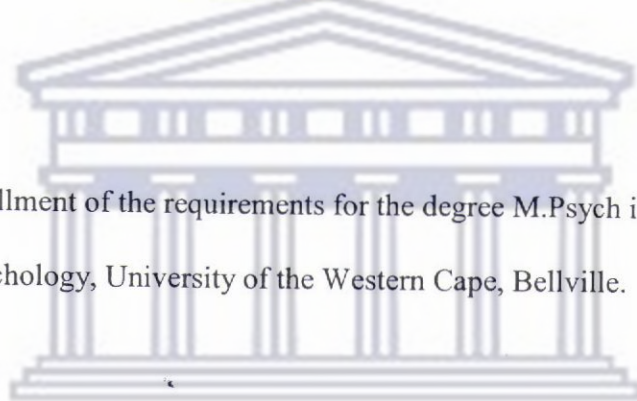 llment of the requirements for the degree M.Psych i
chology, University of the Western Cape, Bellville.